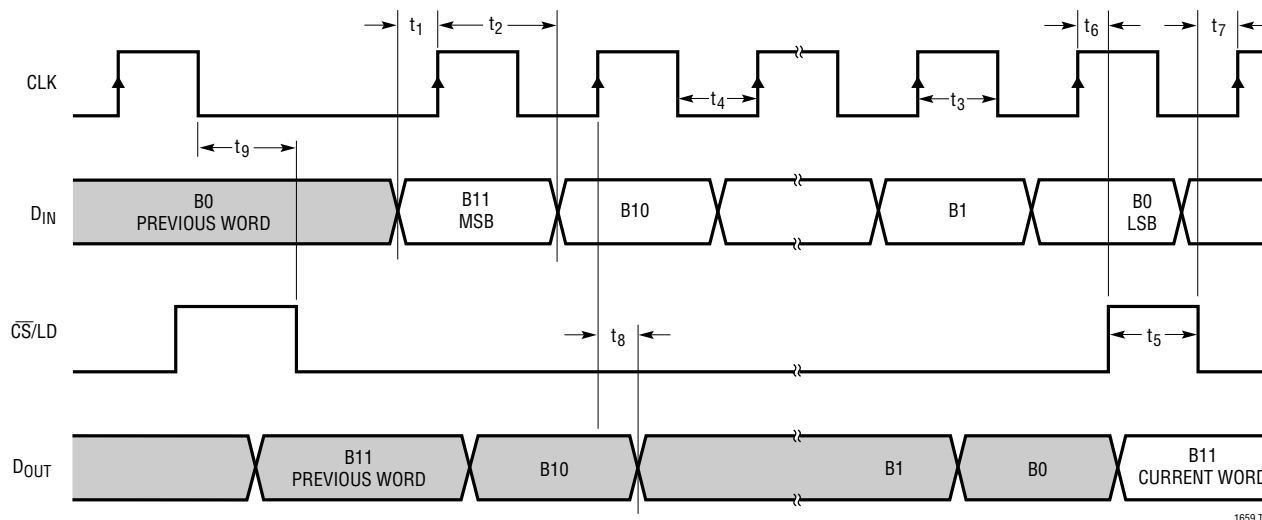 t1
t2
t6
t7
CLK
t4
t3
t9
DIN
B0
PREVIOUS WORD
B11
MSB
B10
B1
B0
LSB
CS/LD
t8
t5
DOUT
B11
PREVIOUS WORD
B10
B1
B0
B11
CURRENT WORD